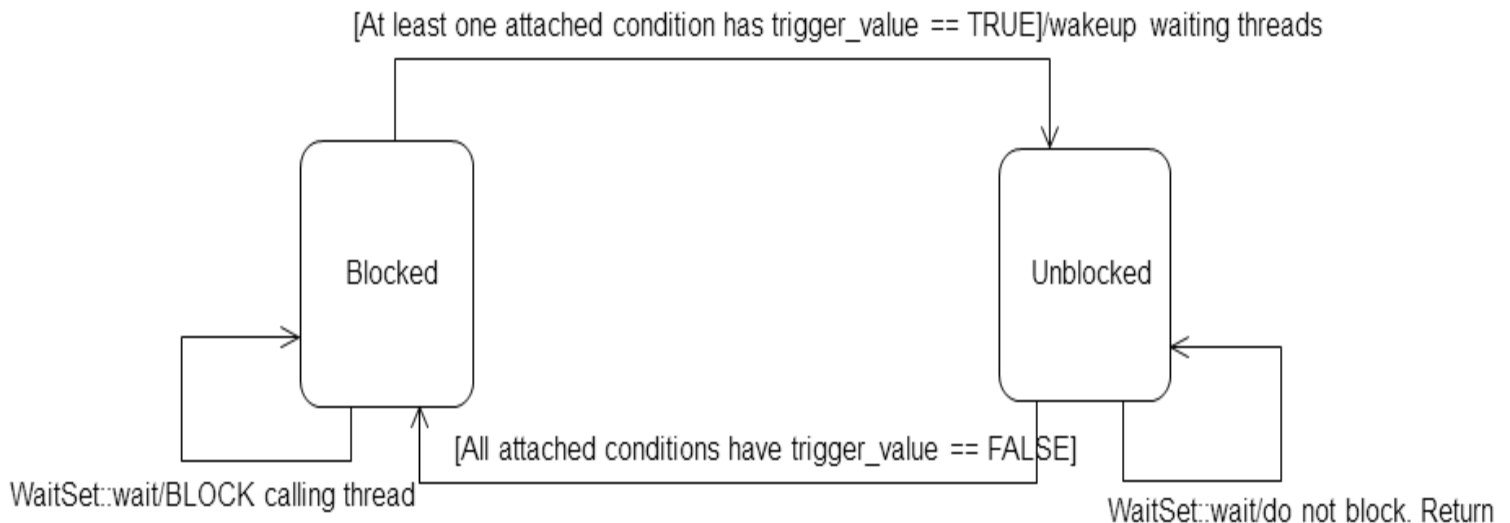 [At least one attached condition has trigger_value == TRUE]/wakeup waiting threads
Blocked
Unblocked
[All attached conditions have trigger_value == FALSE]
WaitSet::wait/BLOCK calling thread
WaitSet::wait/do not block. Return